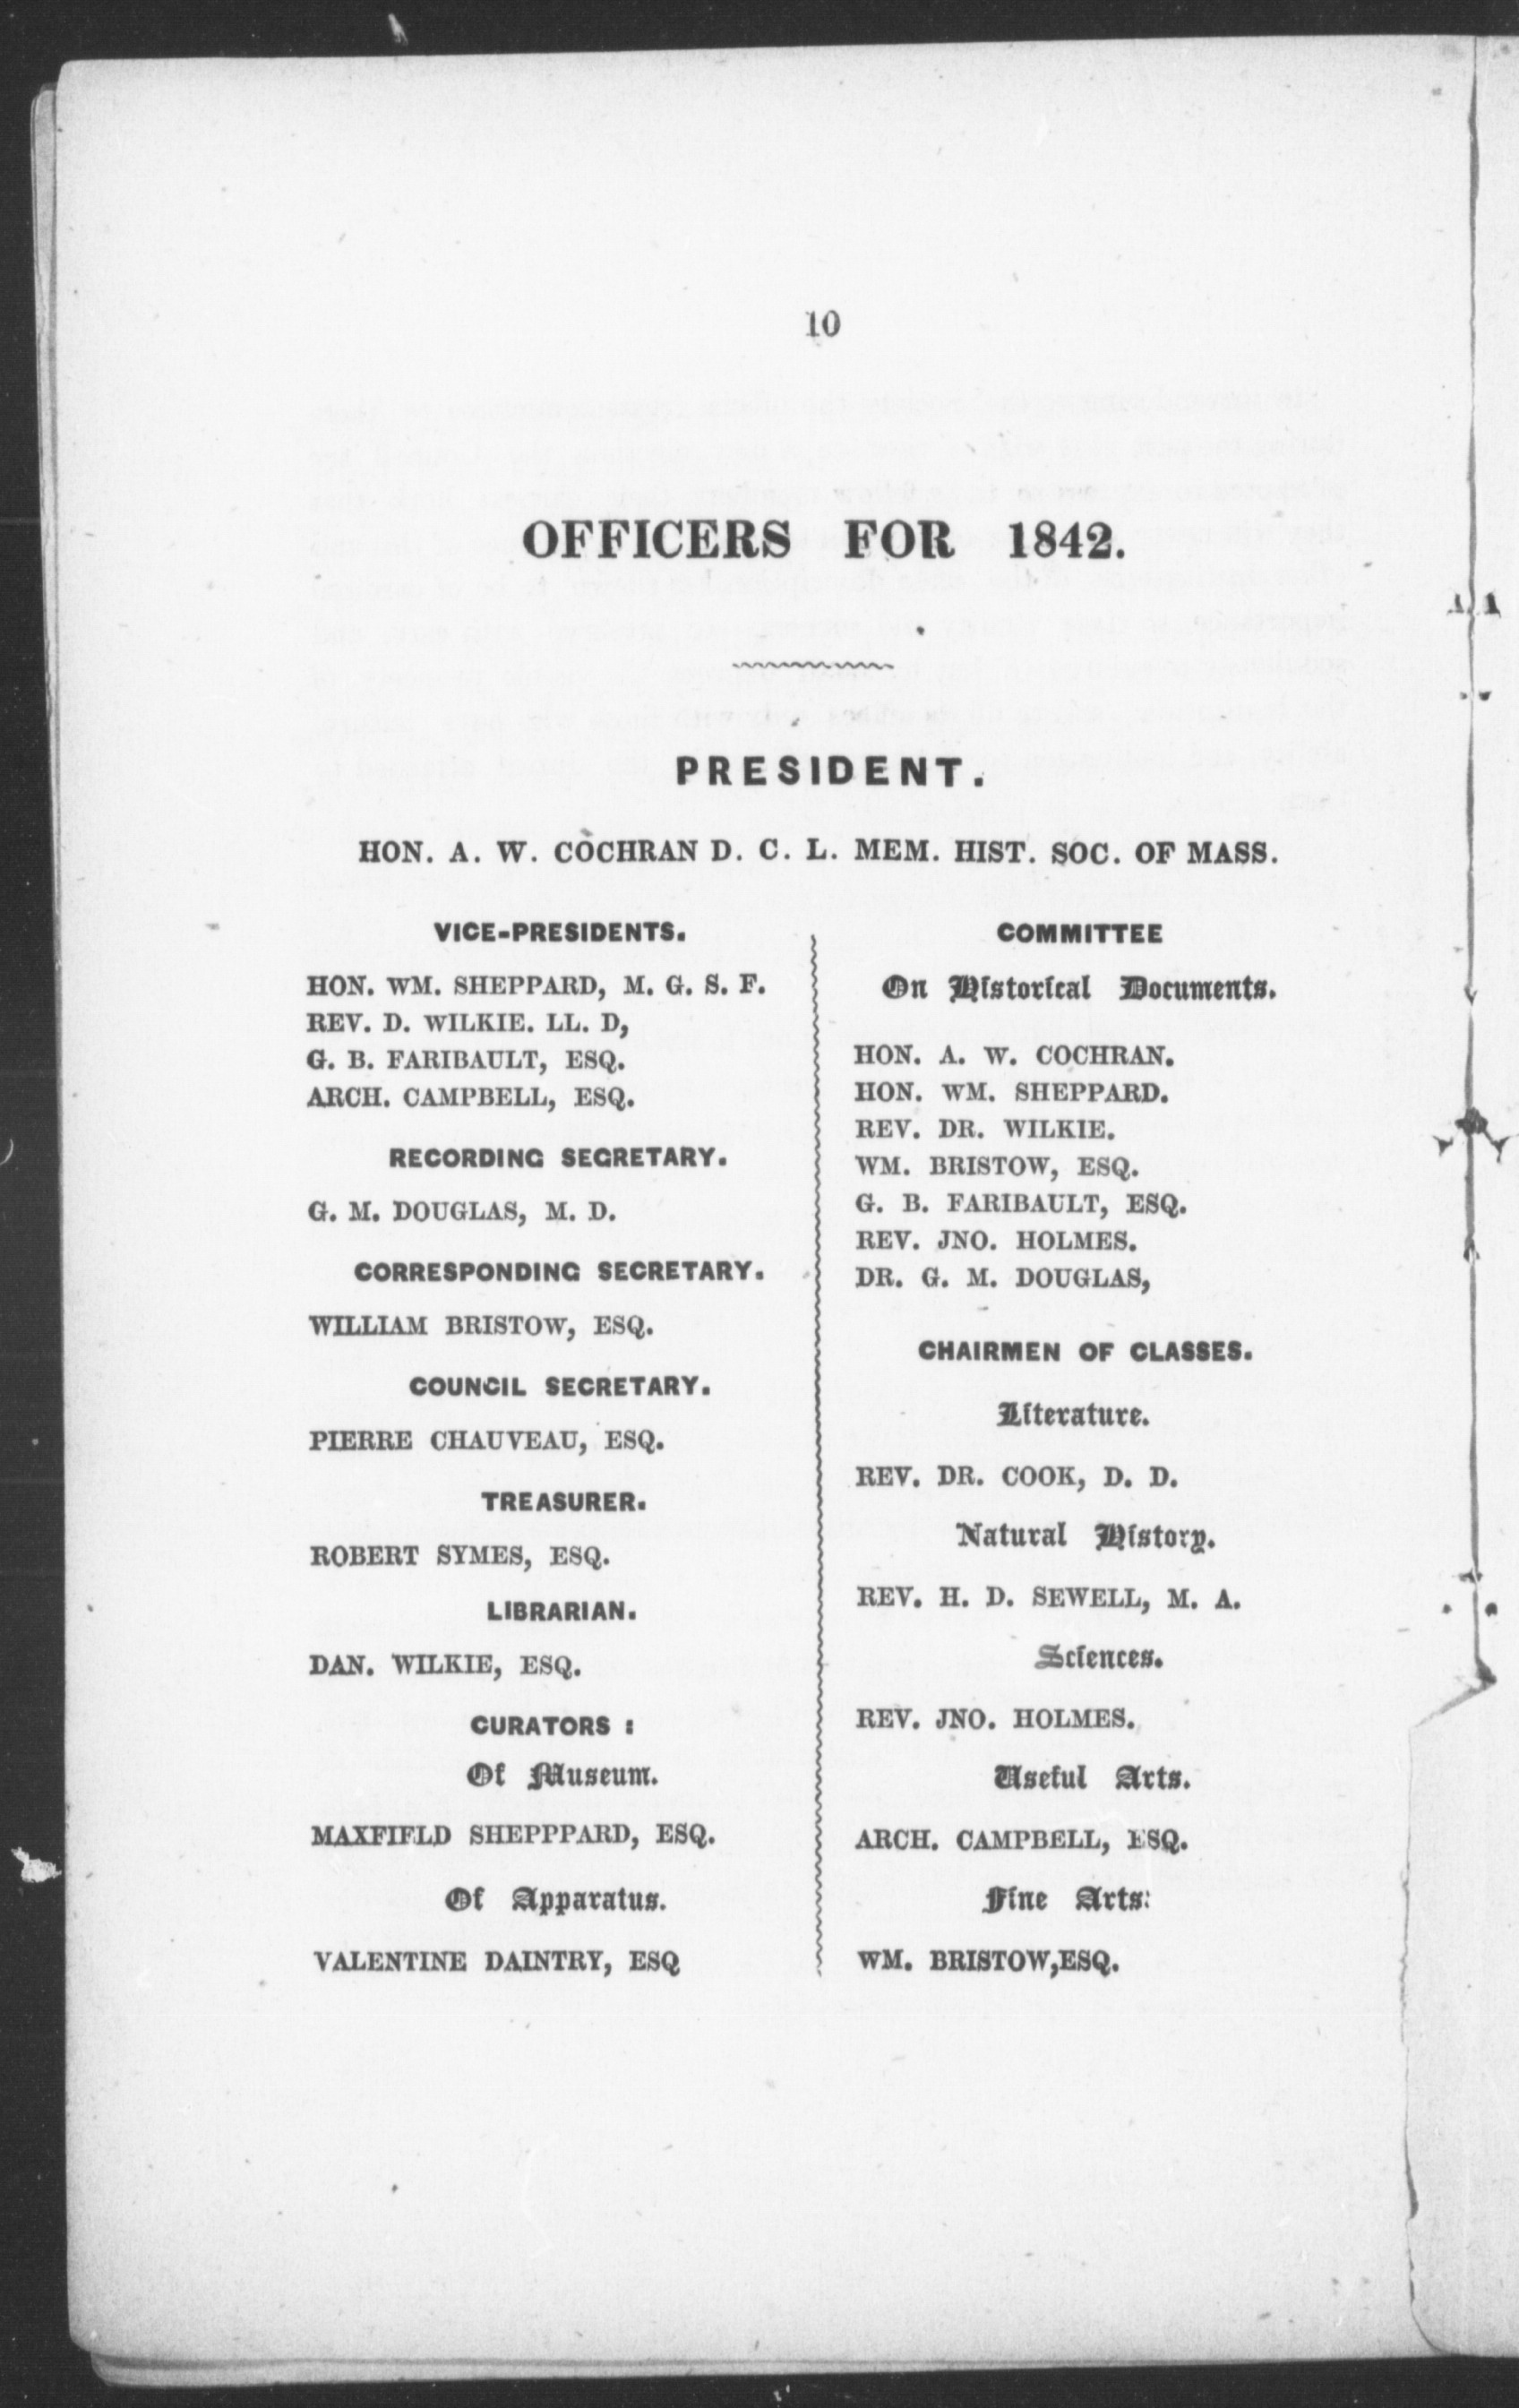 10
OFFICERS FOR 1842.
PRESIDENT.
HON. A. W. COCHRAN D. C. L. MEM. HIST. SOC. OF MASS.
VICE-PRESIDENTS.
HON. WM. SHEPPARD, M. G. S. F.
REV. D. WILKIE. LL. D,
G. B. FARIBAULT, ESQ.
ARCH. CAMPBELL, ESQ.
RECORDING SECRETARY.
G. M. DOUGLAS, M. D.
CORRESPONDING SECRETARY.
WILLIAM BRISTOW, ESQ.
COUNCIL SECRETARY.
PIERRE CHAUVEAU, ESQ.
TREASURER.
ROBERT SYMES, ESQ.
LIBRARIAN.
DAN. WILKIE, ESQ.
CURATORS :
Of Museum.
MAXFIELD SHEPPPARD, ESQ.
Of Apparatus.
VALENTINE DAINTRY, ESQ
COMMITTEE
On Historical Documents.
HON. A. W. COCHRAN.
HON. WM. SHEPPARD.
REV. DR. WILKIE.
WM. BRISTOW, ESQ.
G. B. FARIBAULT, ESQ.
REV. JNO. HOLMES.
DR. G. M. DOUGLAS,
CHAIRMEN OF CLASSES.
Literature.
REV. DR. COOK, D. D.
Natural History.
REV. H. D. SEWELL, M. A.
Sciences.
REV. JNO. HOLMES.
Useful Arts.
ARCH. CAMPBELL, ESQ.
Fine Arts:
WM. BRISTOW,ESQ.